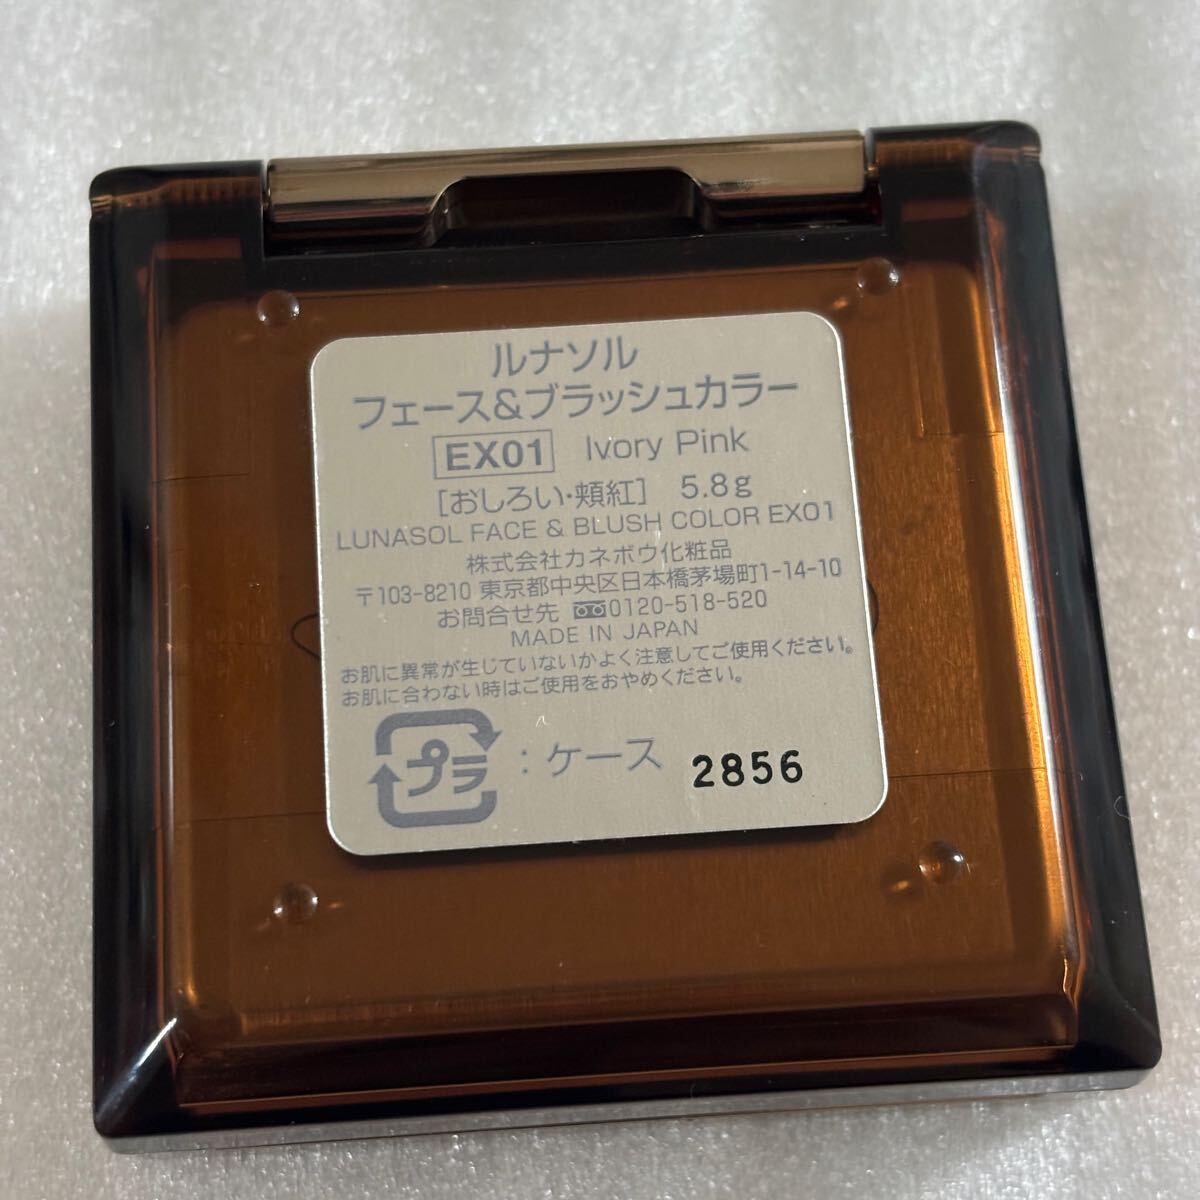 ルナソル
フェース&ブラッシュカラー
EX01 Ivory Pink
[おしろい・頬紅] 5.8g
LUNASOL FACE & BLUSH COLOR EX01
株式会社カネボウ化粧品
〒103-8210 東京都中央区日本橋茅場町1-14-10
お問合せ先 0120-518-520
MADE IN JAPAN
お肌に異常が生じていないかよく注意してご使用ください。
お肌に合わない時はご使用をおやめください。
プラ : ケース 2856